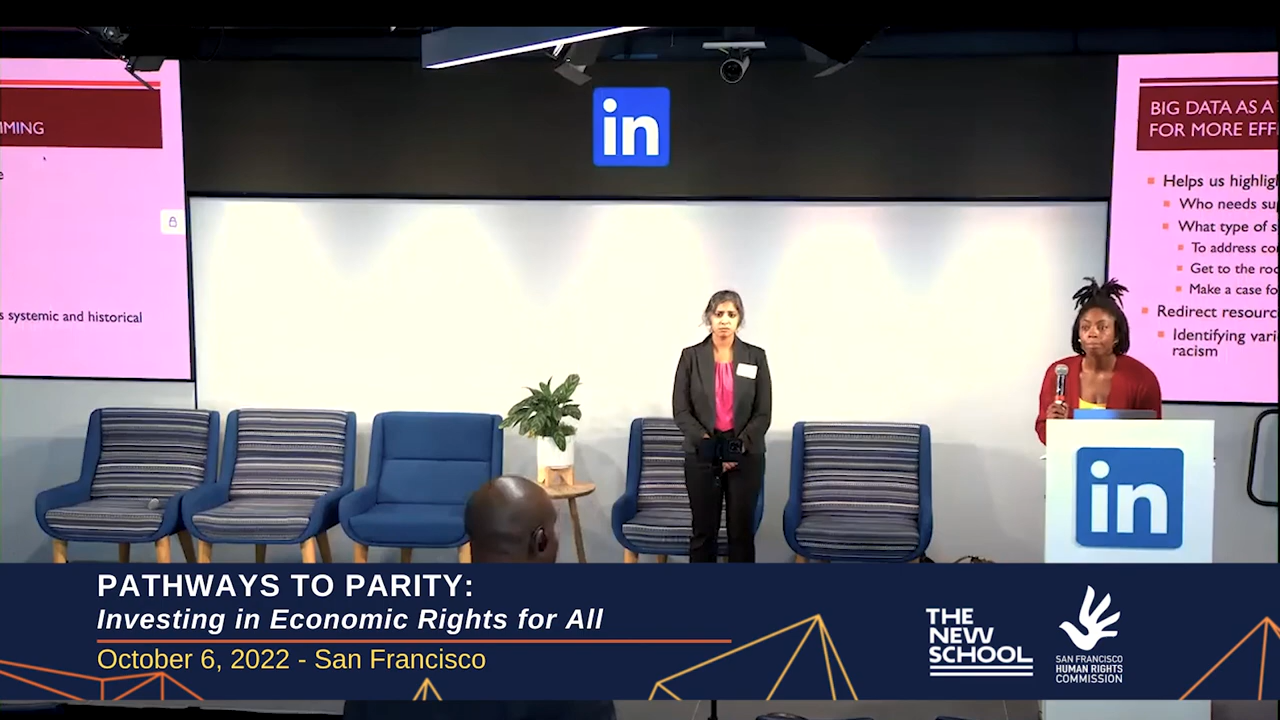 in
BIG DATA AS A
FOR MORE EFF
Helps us highligh
Who needs su
What type of s
To address co
Get to the roo
Make a case fo
Redirect resourc
Identifying vari
racism
s systemic and historical
in
PATHWAYS TO PARITY:
Investing in Economic Rights for All
October 6, 2022 - San Francisco
THE
NEW
SCHOOL
SAN FRANCISCO
HUMAN RIGHTS
COMMISSION